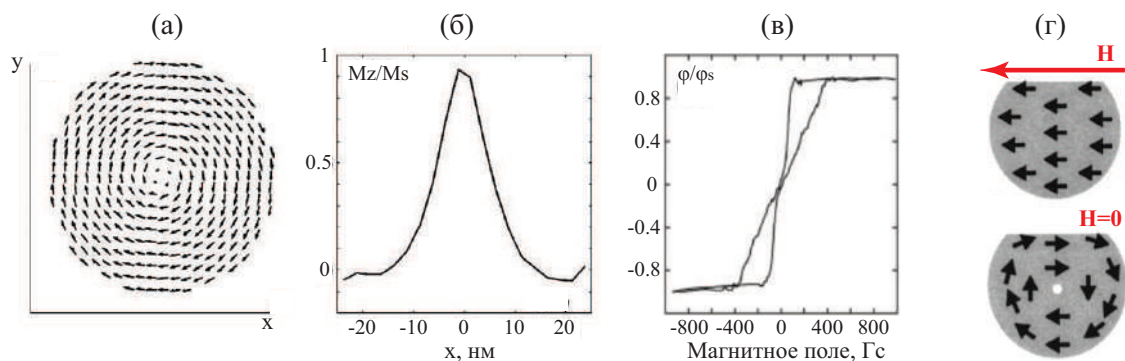 (а)
y
x
(б)
Mz/Ms
1
0.5
0
-20
-10
0
10
20
x, нм
(в)
φ/φs
0.8
0.4
0
-0.4
-0.8
-800
-400
0
400
800
Магнитное поле, Гс
(г)
H
H=0